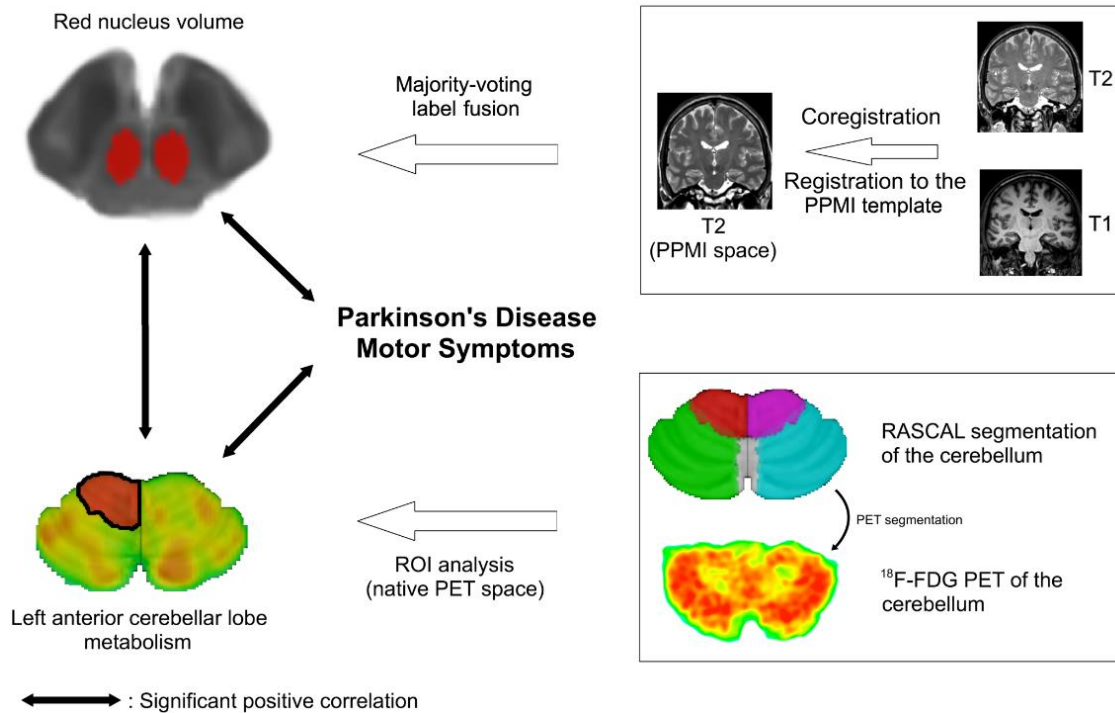 Red nucleus volume
Majority-voting
label fusion
T2
(PPMI space)
Coregistration
Registration to the
PPMI template
T2
T1
Parkinson's Disease
Motor Symptoms
Left anterior cerebellar lobe
metabolism
ROI analysis
(native PET space)
RASCAL segmentation
of the cerebellum
PET segmentation
¹⁸F-FDG PET of the
cerebellum
: Significant positive correlation